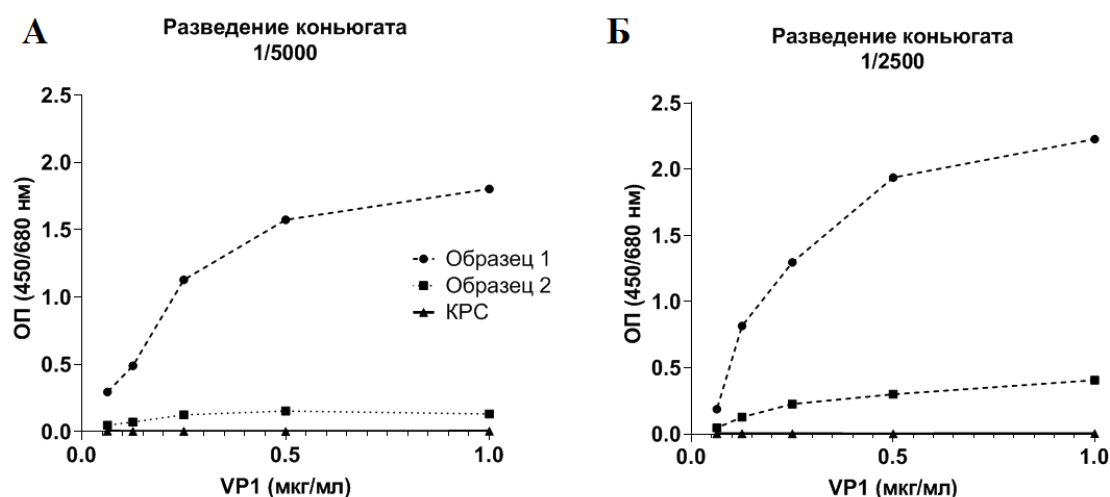 А
Разведение коньюгата
1/5000
2.5
2.0
1.5
1.0
0.5
0.0
ОП (450/680 нм)
0.0
0.5
1.0
VP1 (мкг/мл)
Образец 1
Образец 2
КРС
Б
Разведение коньюгата
1/2500
2.5
2.0
1.5
1.0
0.5
0.0
ОП (450/680 нм)
0.0
0.5
1.0
VP1 (мкг/мл)